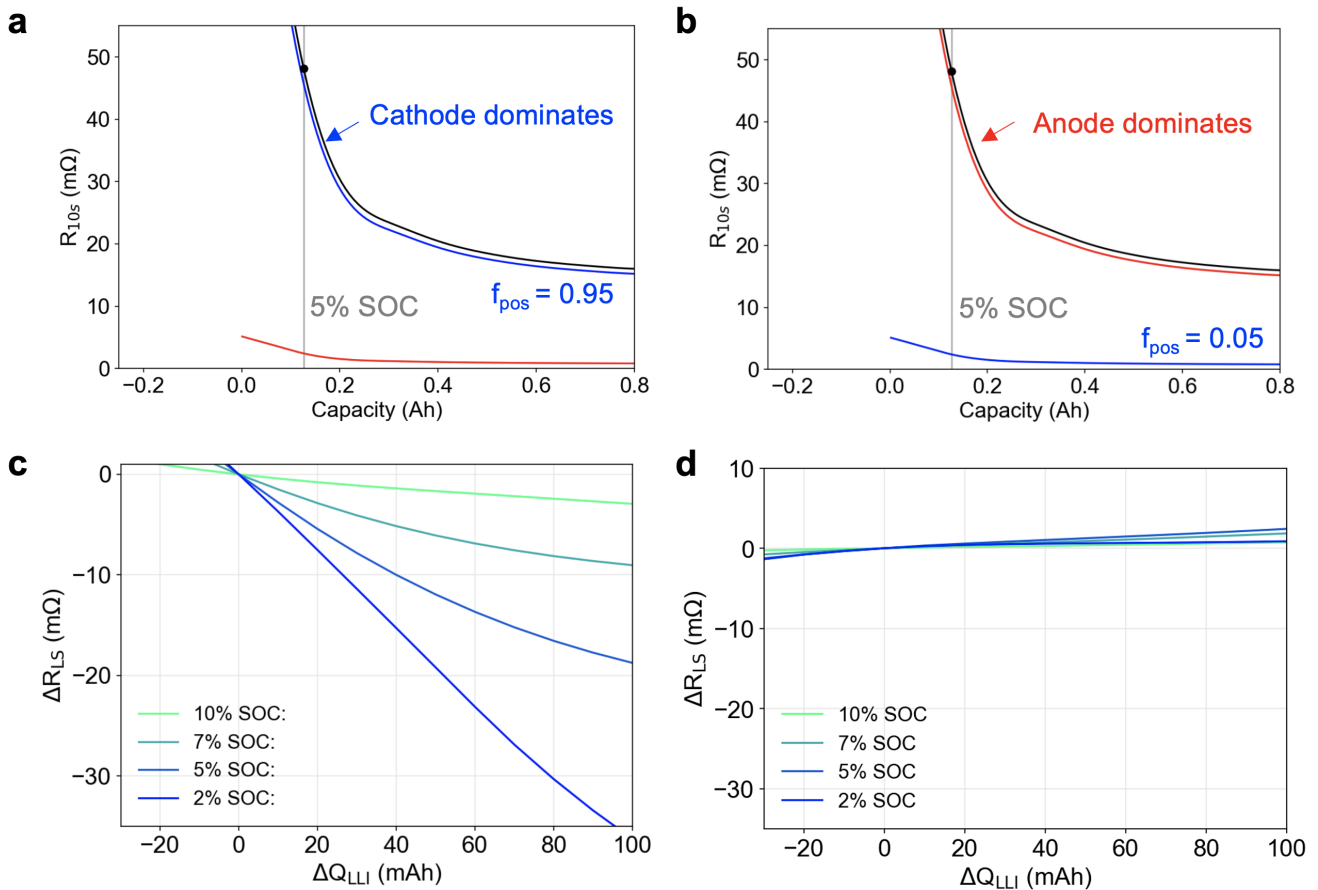 a
50
40
30
20
10
0
R10s (mΩ)
Cathode dominates
fpos = 0.95
5% SOC
−0.2 0.0 0.2 0.4 0.6 0.8
Capacity (Ah)
b
50
40
30
20
10
0
R10s (mΩ)
Anode dominates
5% SOC
fpos = 0.05
−0.2 0.0 0.2 0.4 0.6 0.8
Capacity (Ah)
c
0
−10
−20
−30
ΔRLS (mΩ)
10% SOC:
7% SOC:
5% SOC:
2% SOC:
−20 0 20 40 60 80 100
ΔQLLI (mAh)
d
10
0
−10
−20
−30
ΔRLS (mΩ)
10% SOC
7% SOC
5% SOC
2% SOC
−20 0 20 40 60 80 100
ΔQLLI (mAh)